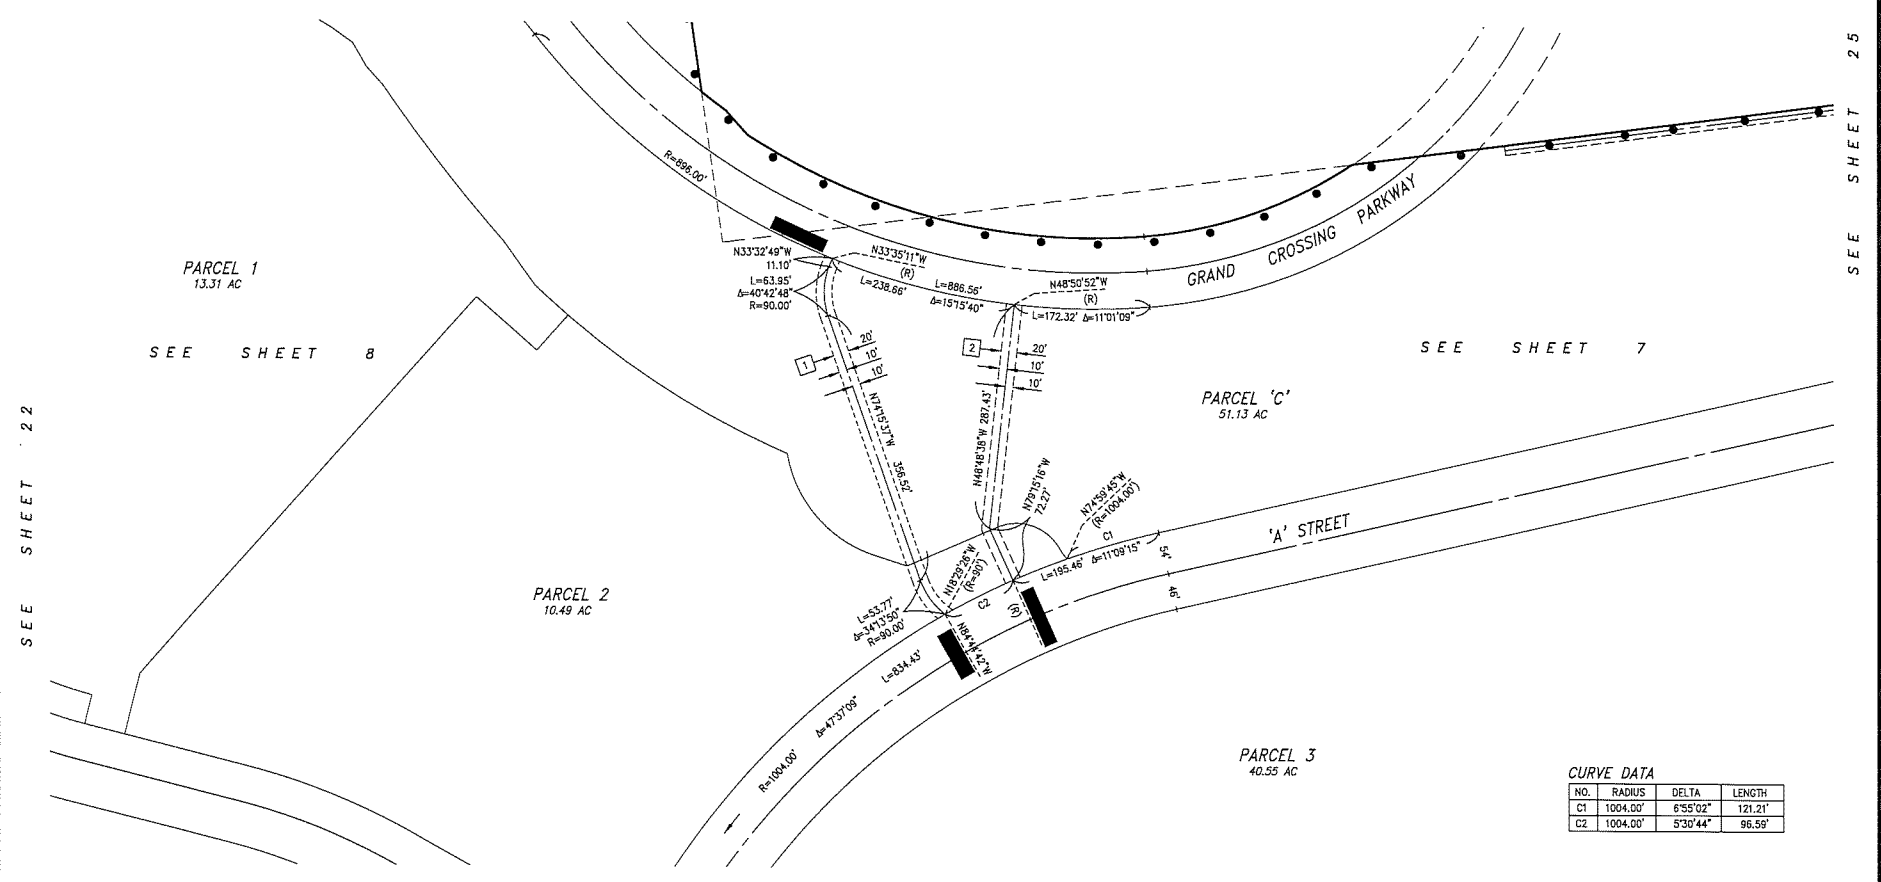 SEE SHEET 25
R=896.00'
GRAND CROSSING PARKWAY
PARCEL 1
13.31 AC
N33°32'49"W
11.10'
L=63.95'
Δ=40°42'48"
R=90.00'
N33°35'11"W
(R)
L=238.66'
L=886.56'
Δ=15°15'40"
N48°50'52"W
(R)
L=172.32' Δ=11°01'09"
SEE SHEET 8
1
20'
10'
10'
2
20'
10'
10'
SEE SHEET 7
PARCEL 'C'
51.13 AC
SEE SHEET 22
N74°15'37"W 356.52'
N48°48'38"W 287.43'
N79°15'16"W
72.27'
N74°59'45"W
(R=1004.00')
C1
L=195.46' Δ=11°09'15"
54'
46'
'A' STREET
PARCEL 2
10.49 AC
N18°29'26"W
(R=90')
C2
(R)
L=53.77'
Δ=34°13'50"
R=90.00'
N84°44'42"W
L=834.43'
Δ=47°37'09"
R=1004.00'
PARCEL 3
40.55 AC
CURVE DATA
NO. RADIUS DELTA LENGTH
C1 1004.00' 6°55'02" 121.21'
C2 1004.00' 5°30'44" 96.59'